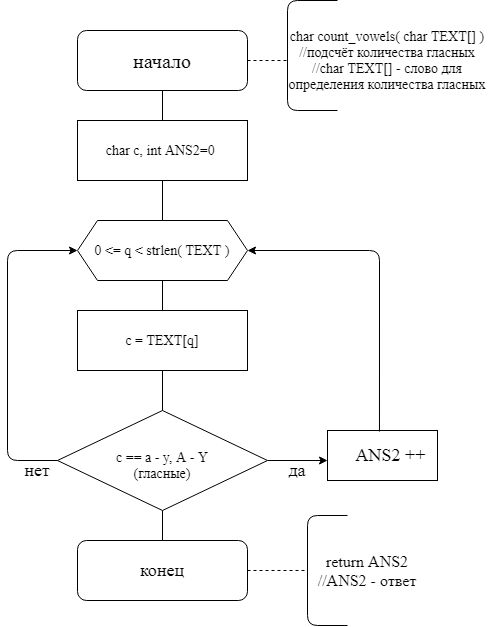 начало
char count_vowels( char TEXT[] )
//подсчёт количества гласных
//char TEXT[] - слово для
определения количества гласных
char c, int ANS2=0
0 <= q < strlen( TEXT )
c = TEXT[q]
c == a - y, A - Y
(гласные)
нет
да
ANS2 ++
конец
return ANS2
//ANS2 - ответ